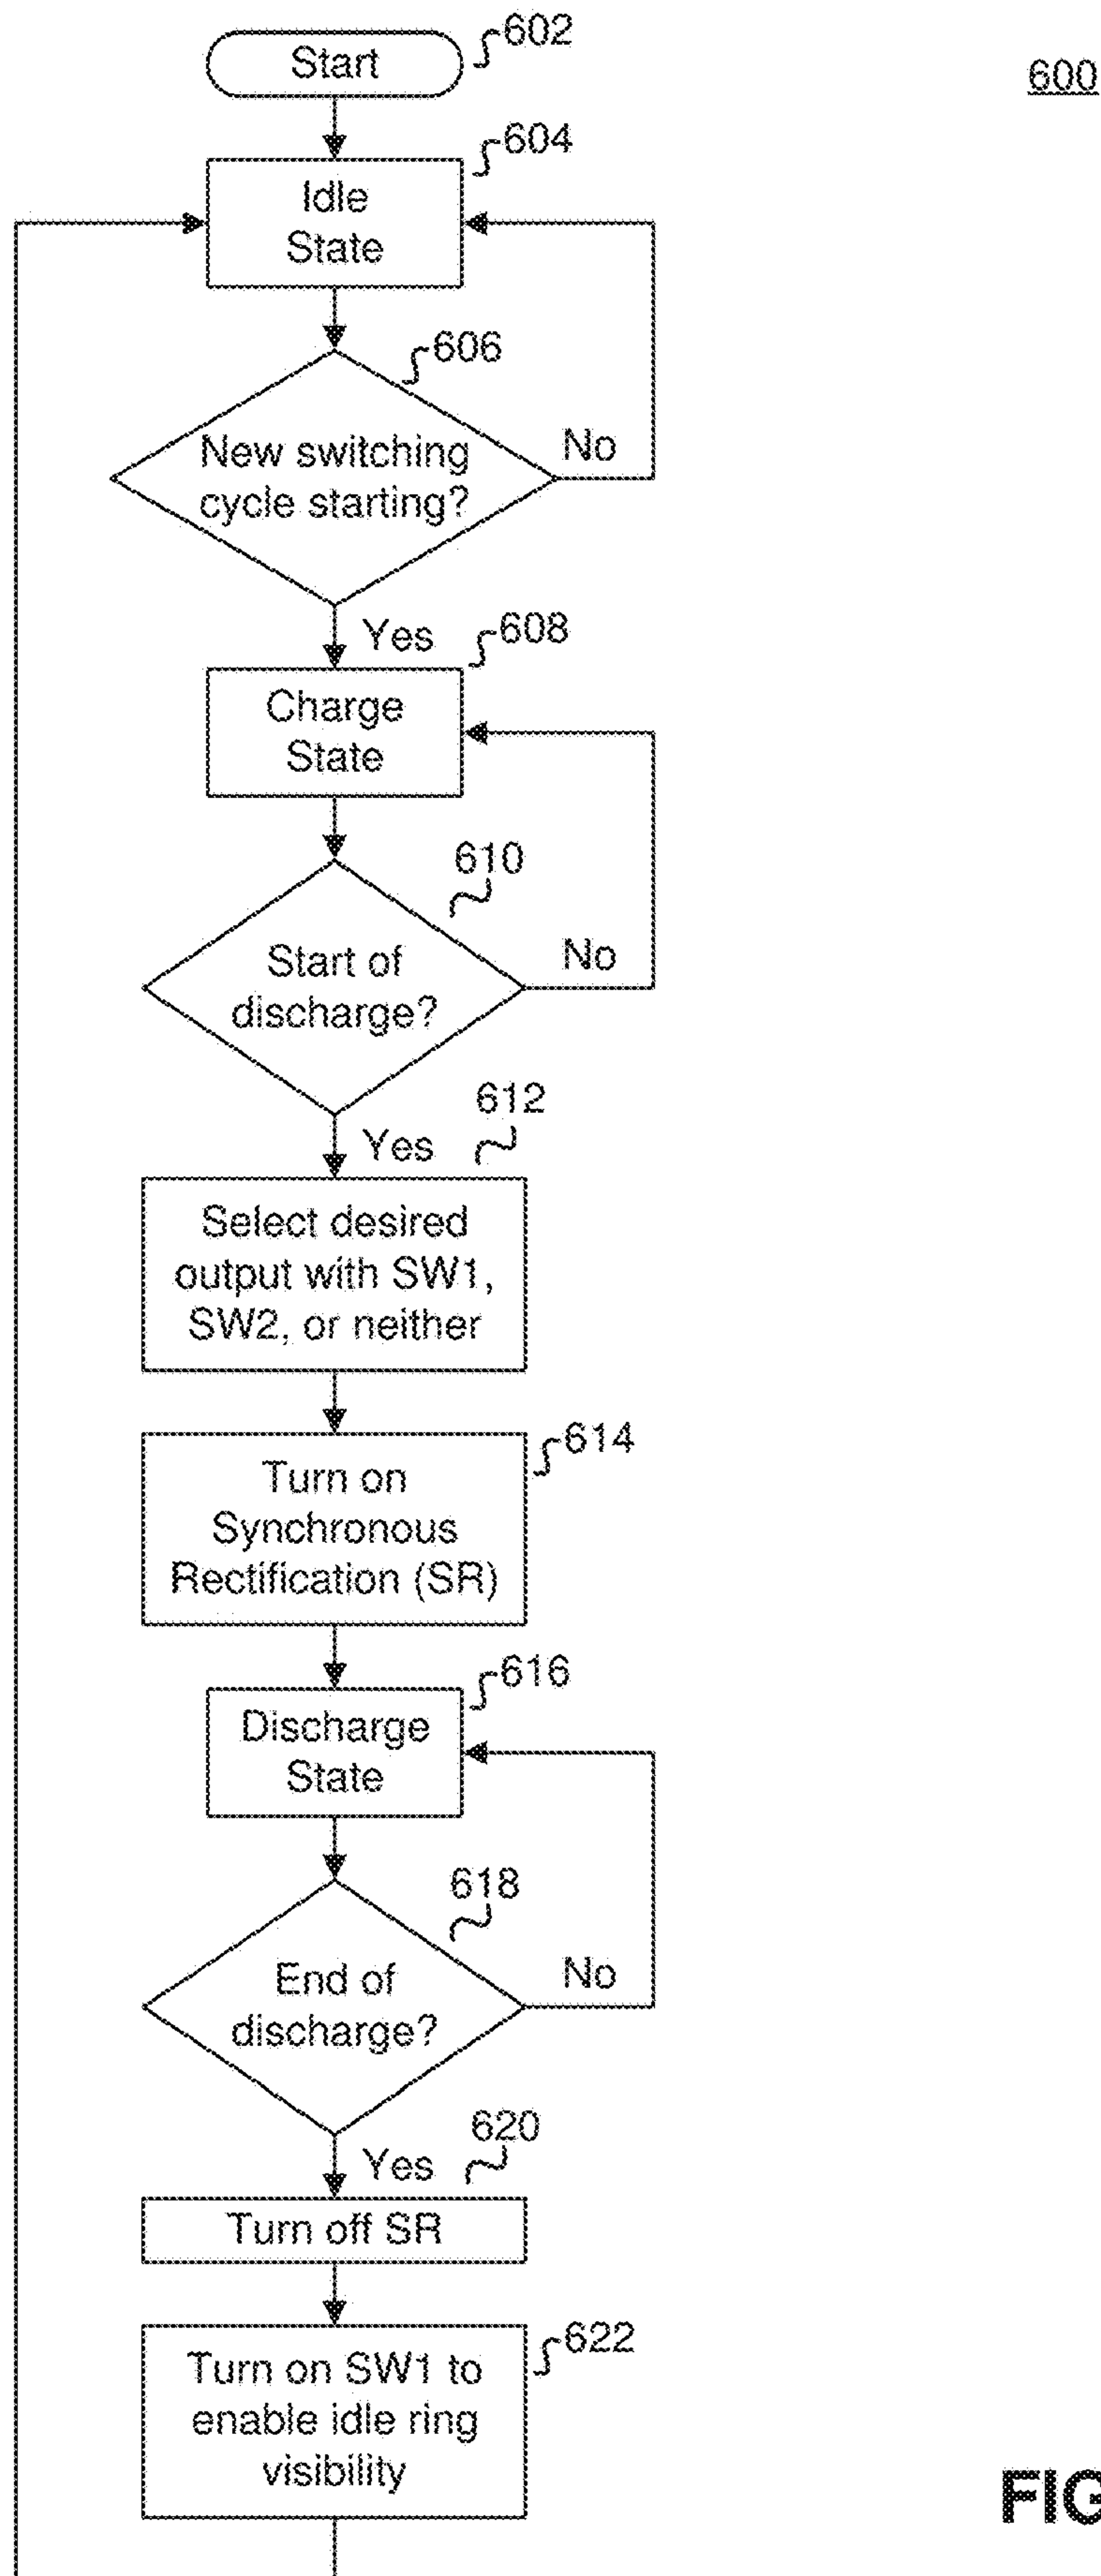 602
Start
600
604
Idle
State
606
New switching
cycle starting?
No
Yes
608
Charge
State
610
Start of
discharge?
No
Yes
612
Select desired
output with SW1,
SW2, or neither
614
Turn on
Synchronous
Rectification (SR)
616
Discharge
State
618
End of
discharge?
No
Yes
620
Turn off SR
622
Turn on SW1 to
enable idle ring
visibility
FIG